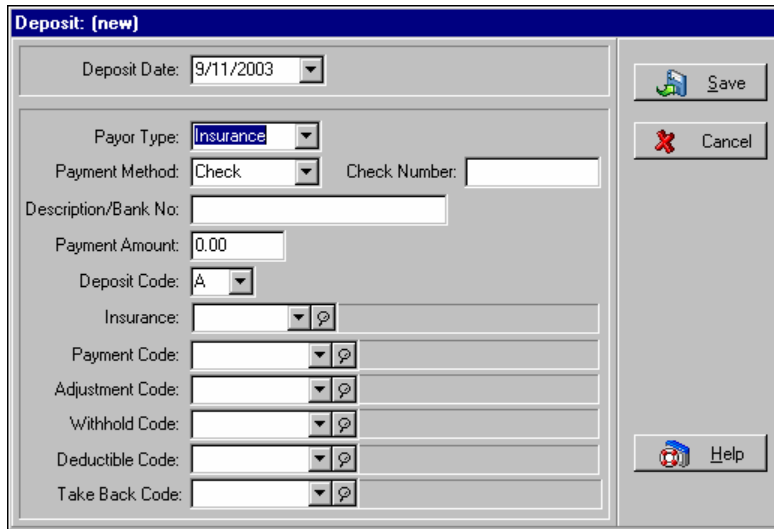 Deposit: (new)
Deposit Date: 9/11/2003
Save
Payor Type: Insurance
Cancel
Payment Method: Check Check Number:
Description/Bank No:
Payment Amount: 0.00
Deposit Code: A
Insurance:
Payment Code:
Adjustment Code:
Withhold Code:
Deductible Code:
Help
Take Back Code: